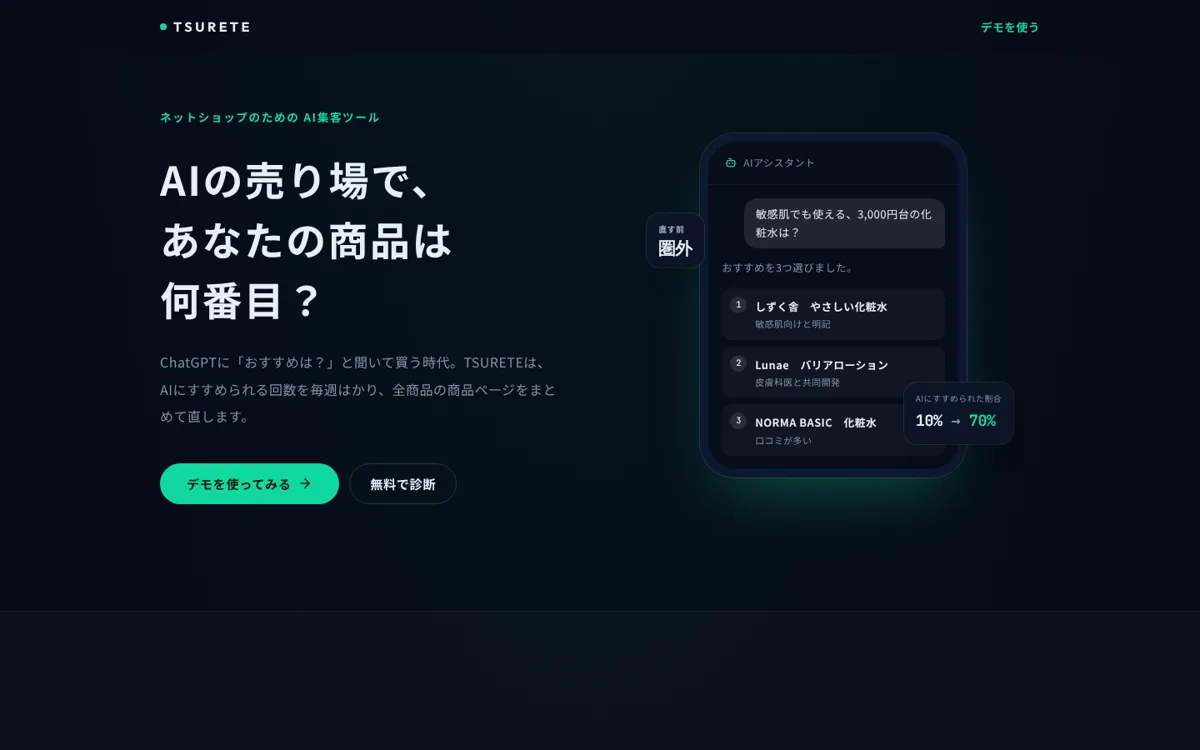 TSURETE
デモを使う
ネットショップのための AI集客ツール
AIの売り場で、
あなたの商品は
何番目？
ChatGPTに「おすすめは？」と聞いて買う時代。TSURETEは、
AIにすすめられる回数を毎週はかり、全商品の商品ページをまと
めて直します。
デモを使ってみる →
無料で診断
直す前
圏外
AIアシスタント
敏感肌でも使える、3,000円台の化
粧水は？
おすすめを3つ選びました。
1 しずく舎　やさしい化粧水
敏感肌向けと明記
2 Lunae　バリアローション
皮膚科医と共同開発
3 NORMA BASIC　化粧水
口コミが多い
AIにすすめられた割合
10% → 70%